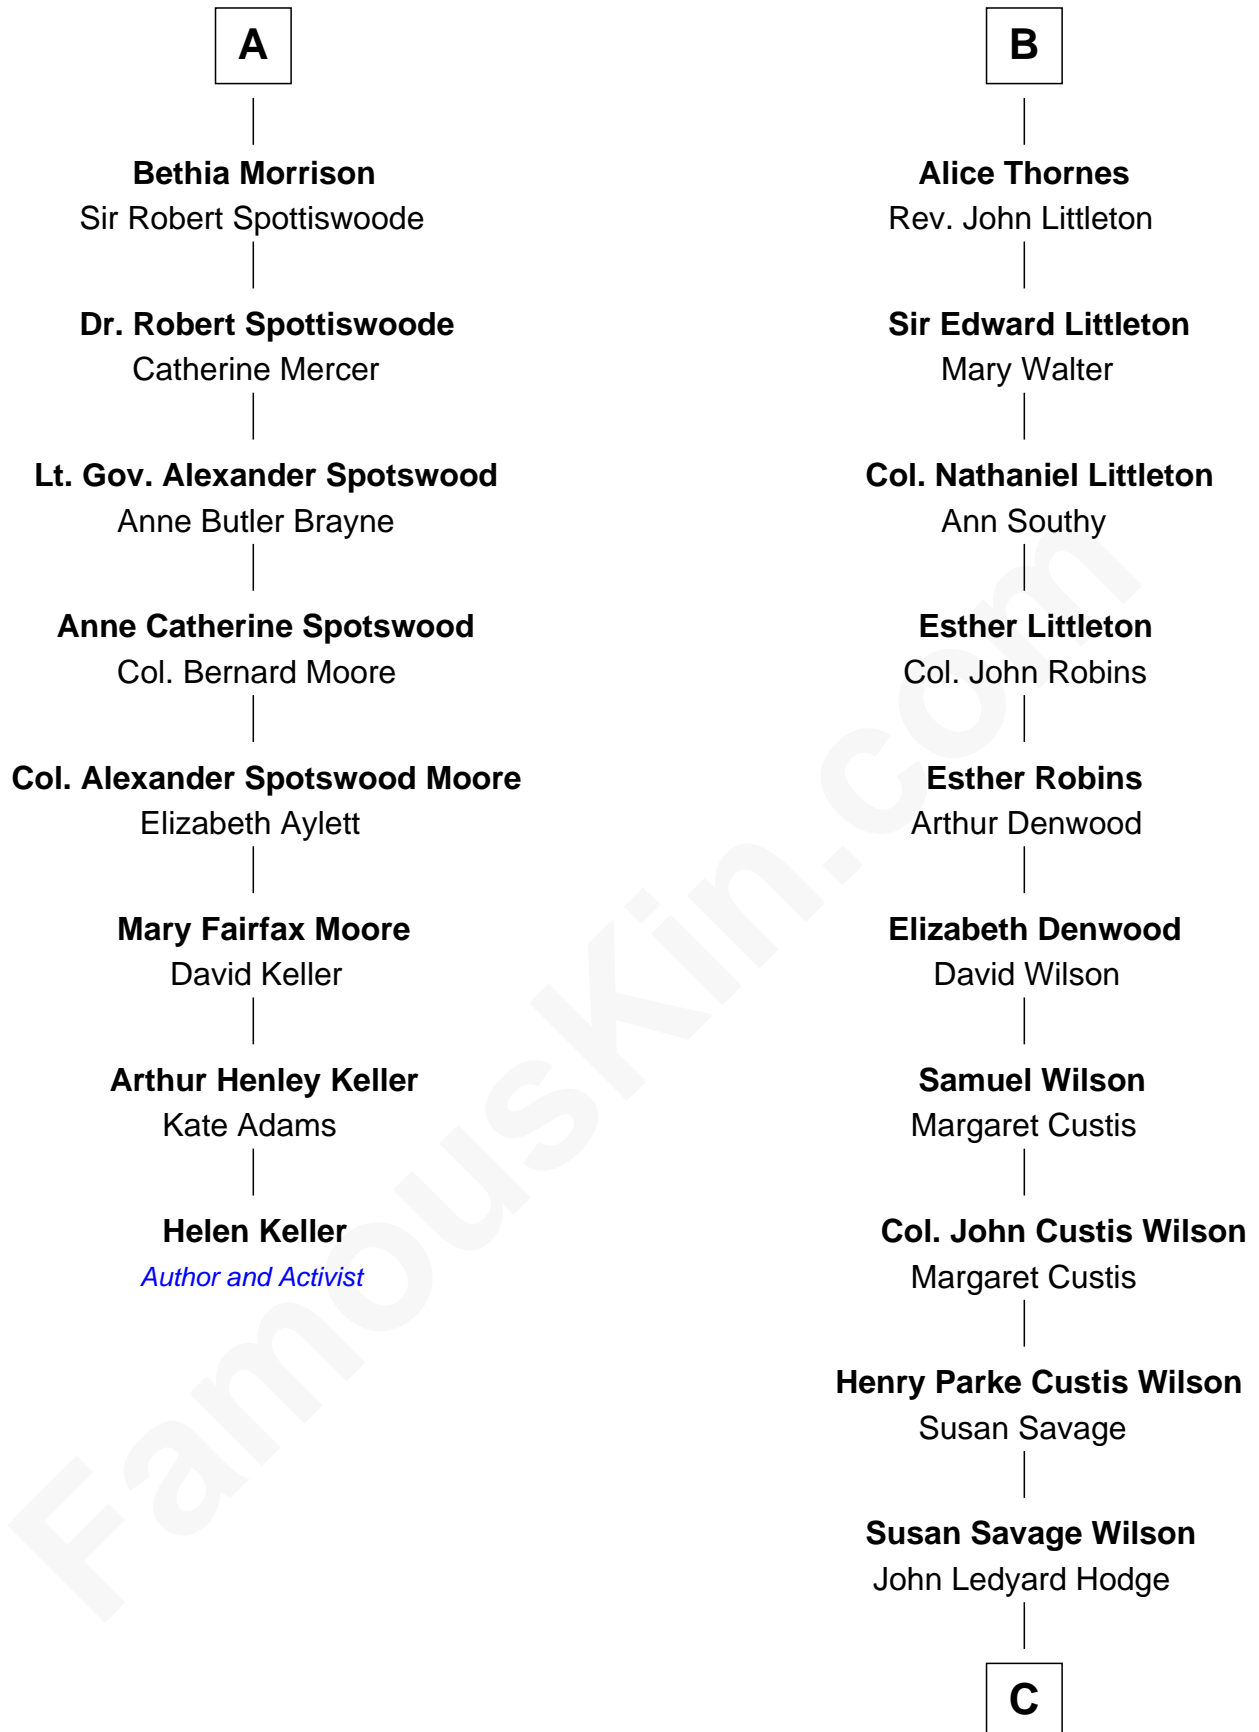 A
Bethia Morrison
Sir Robert Spottiswoode
Dr. Robert Spottiswoode
Catherine Mercer
Lt. Gov. Alexander Spotswood
Anne Butler Brayne
Anne Catherine Spotswood
Col. Bernard Moore
Col. Alexander Spotswood Moore
Elizabeth Aylett
Mary Fairfax Moore
David Keller
Arthur Henley Keller
Kate Adams
Helen Keller
Author and Activist
B
Alice Thornes
Rev. John Littleton
Sir Edward Littleton
Mary Walter
Col. Nathaniel Littleton
Ann Southy
Esther Littleton
Col. John Robins
Esther Robins
Arthur Denwood
Elizabeth Denwood
David Wilson
Samuel Wilson
Margaret Custis
Col. John Custis Wilson
Margaret Custis
Henry Parke Custis Wilson
Susan Savage
Susan Savage Wilson
John Ledyard Hodge
C
FamousKin.com